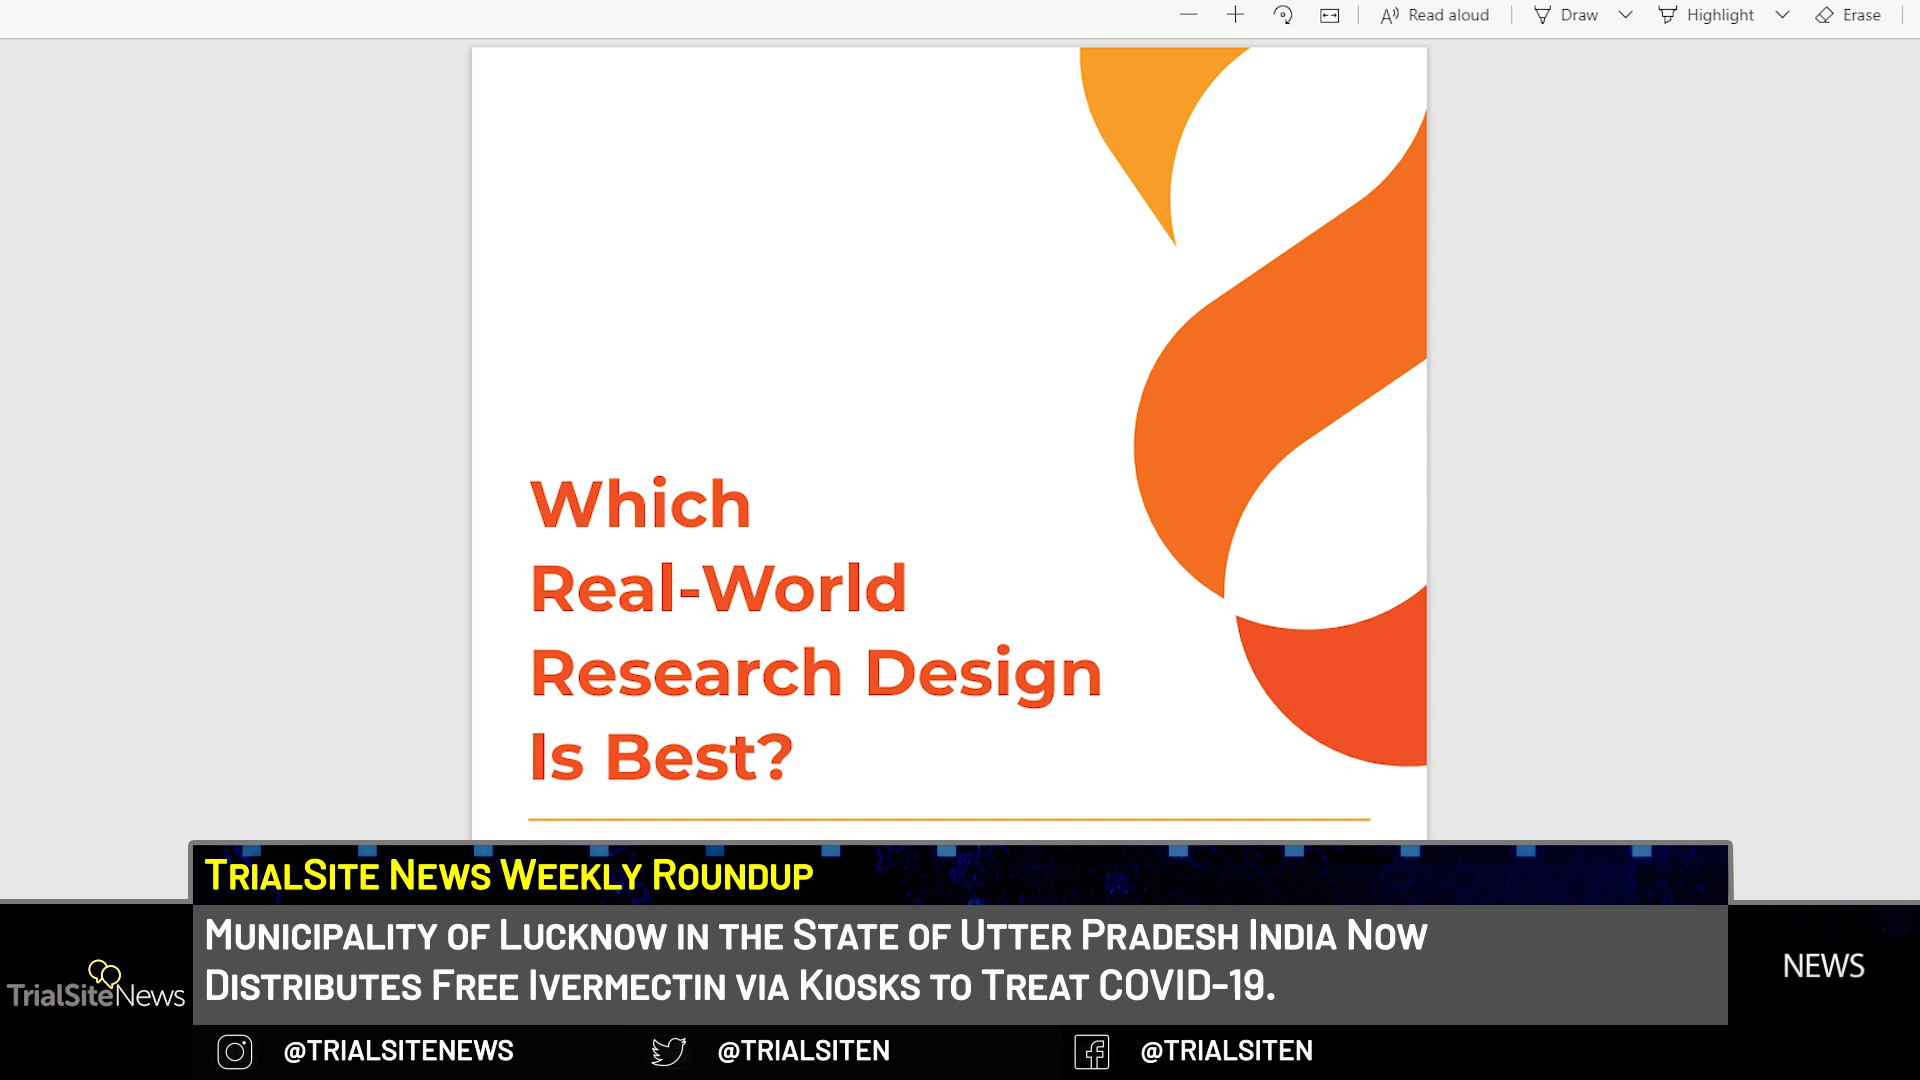 Read aloud
Draw
Highlight
Erase
Which
Real-World
Research Design
Is Best?
TrialSite News Weekly Roundup
Municipality of Lucknow in the State of Utter Pradesh India Now
Distributes Free Ivermectin via Kiosks to Treat COVID-19.
TrialSiteNews
NEWS
@TRIALSITENEWS
@TRIALSITEN
@TRIALSITEN